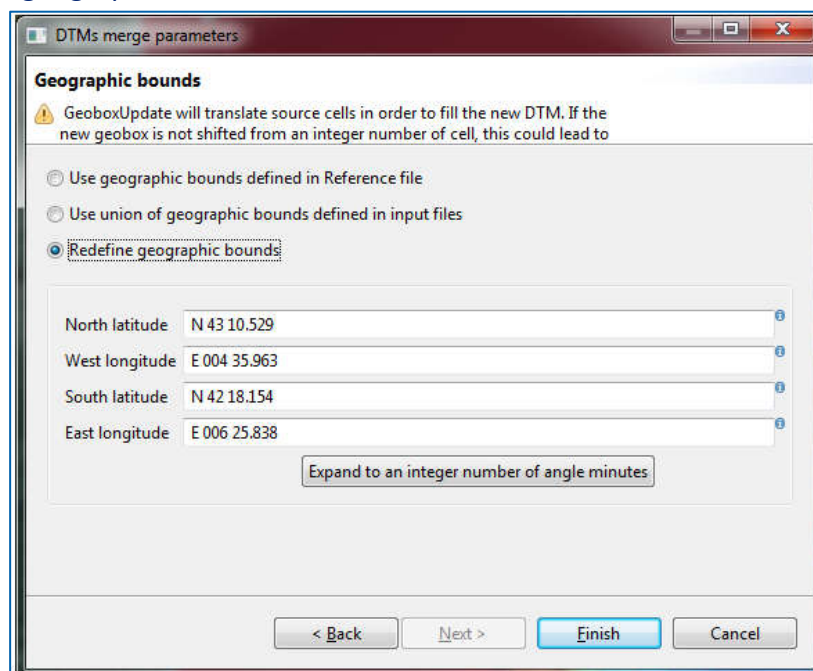 DTMs merge parameters
Geographic bounds
GeoboxUpdate will translate source cells in order to fill the new DTM. If the
new geobox is not shifted from an integer number of cell, this could lead to
Use geographic bounds defined in Reference file
Use union of geographic bounds defined in input files
Redefine geographic bounds
North latitude N 43 10.529
West longitude E 004 35.963
South latitude N 42 18.154
East longitude E 006 25.838
Expand to an integer number of angle minutes
< Back Next > Finish Cancel